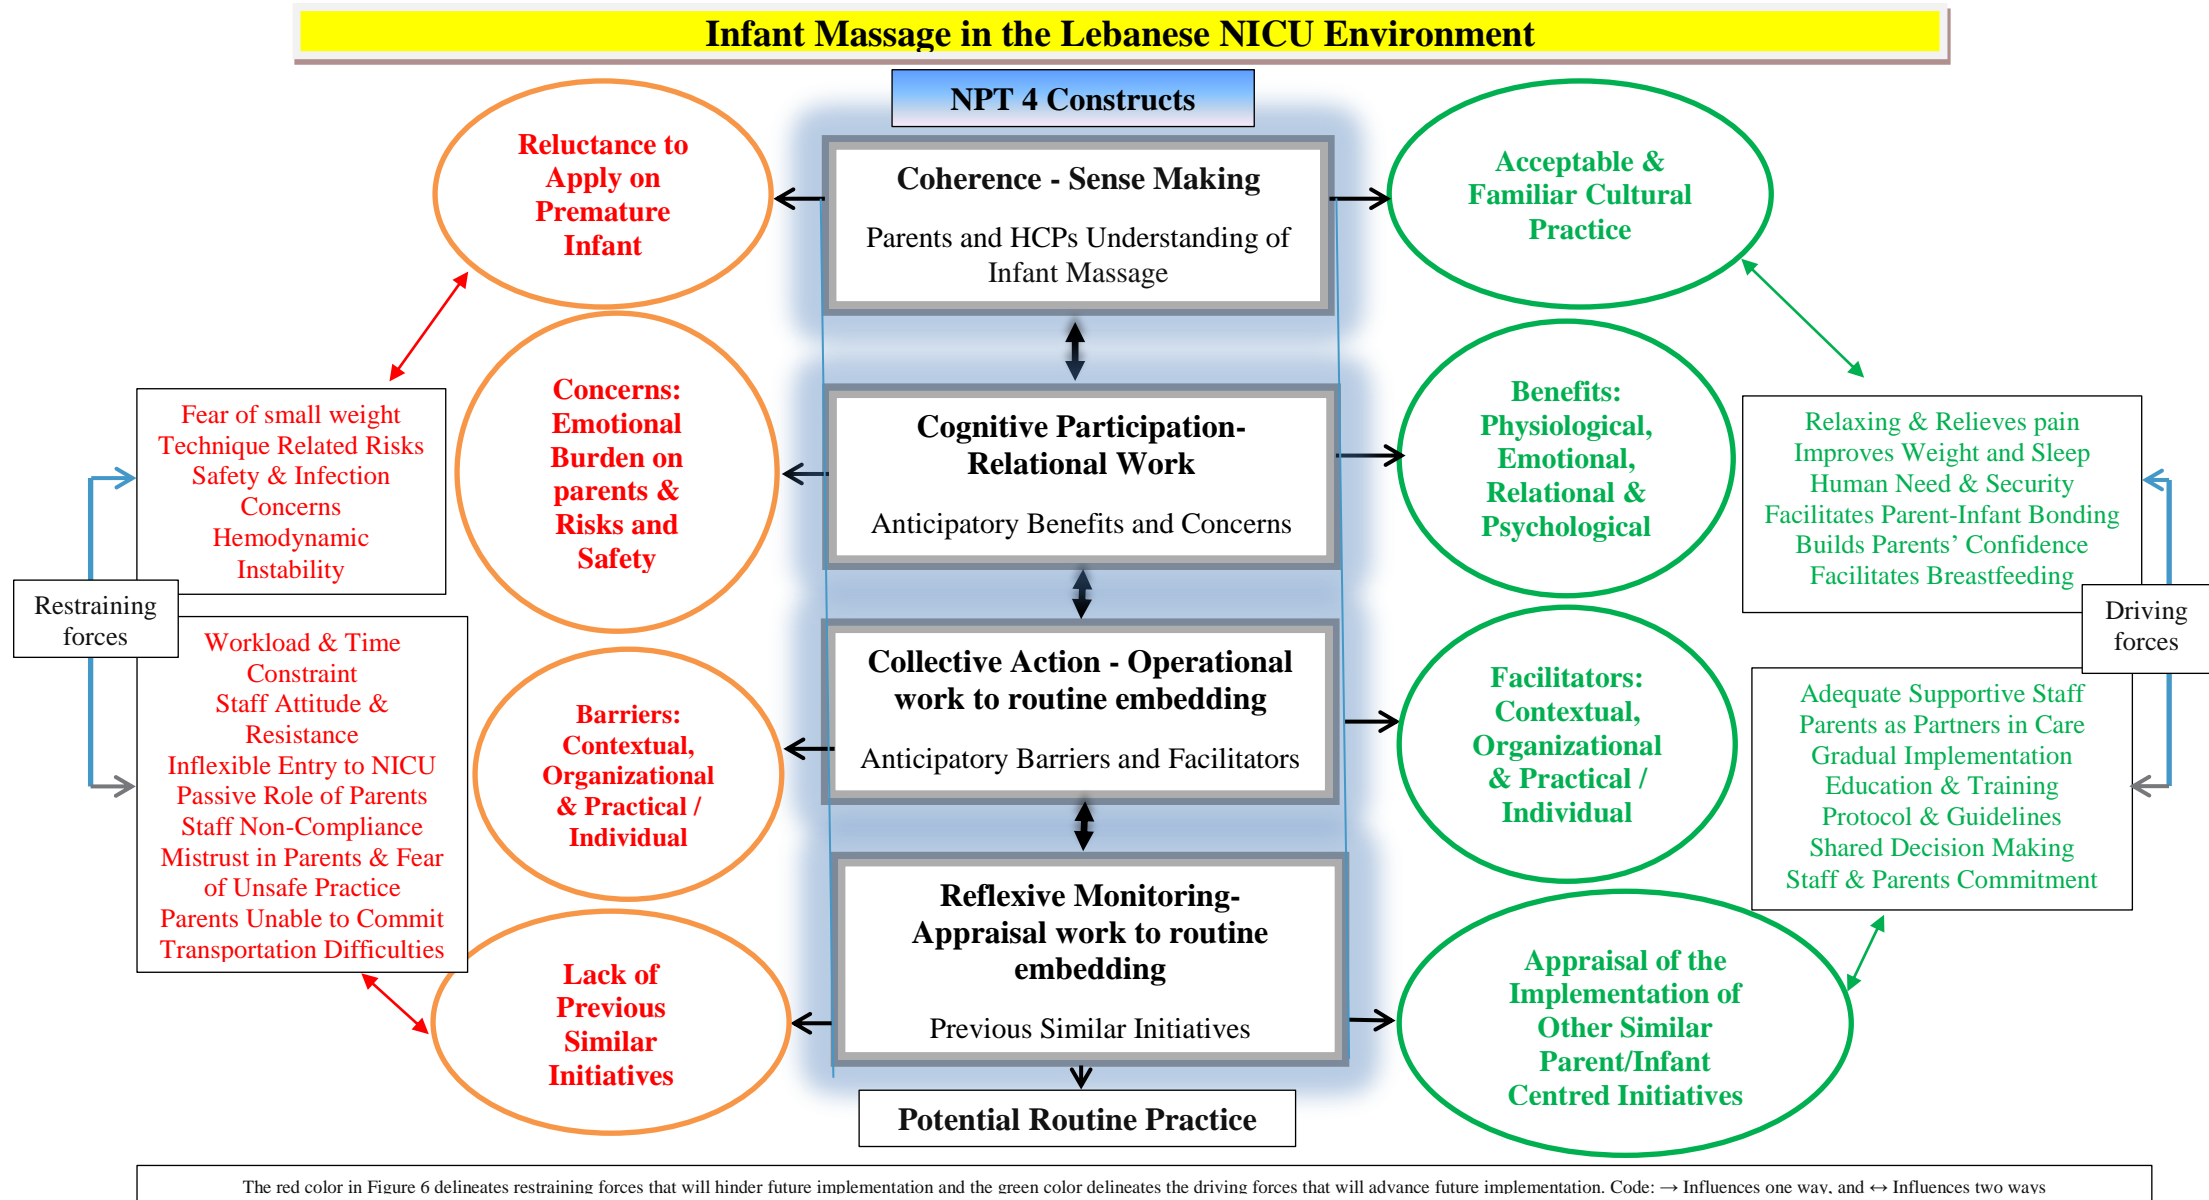 Infant Massage in the Lebanese NICU Environment
NPT 4 Constructs
Reluctance to
Apply on
Premature
Infant
Coherence - Sense Making
Parents and HCPs Understanding of
Infant Massage
Acceptable &
Familiar Cultural
Practice
Concerns:
Emotional
Burden on
parents &
Risks and
Safety
Cognitive Participation-
Relational Work
Anticipatory Benefits and Concerns
Benefits:
Physiological,
Emotional,
Relational &
Psychological
Fear of small weight
Technique Related Risks
Safety & Infection
Concerns
Hemodynamic
Instability
Relaxing & Relieves pain
Improves Weight and Sleep
Human Need & Security
Facilitates Parent-Infant Bonding
Builds Parents’ Confidence
Facilitates Breastfeeding
Restraining
forces
Driving
forces
Workload & Time
Constraint
Staff Attitude &
Resistance
Inflexible Entry to NICU
Passive Role of Parents
Staff Non-Compliance
Mistrust in Parents & Fear
of Unsafe Practice
Parents Unable to Commit
Transportation Difficulties
Barriers:
Contextual,
Organizational
& Practical /
Individual
Collective Action - Operational
work to routine embedding
Anticipatory Barriers and Facilitators
Facilitators:
Contextual,
Organizational
& Practical /
Individual
Adequate Supportive Staff
Parents as Partners in Care
Gradual Implementation
Education & Training
Protocol & Guidelines
Shared Decision Making
Staff & Parents Commitment
Lack of
Previous
Similar
Initiatives
Reflexive Monitoring-
Appraisal work to routine
embedding
Previous Similar Initiatives
Appraisal of the
Implementation of
Other Similar
Parent/Infant
Centred Initiatives
Potential Routine Practice
The red color in Figure 6 delineates restraining forces that will hinder future implementation and the green color delineates the driving forces that will advance future implementation. Code: → Influences one way, and ↔ Influences two ways